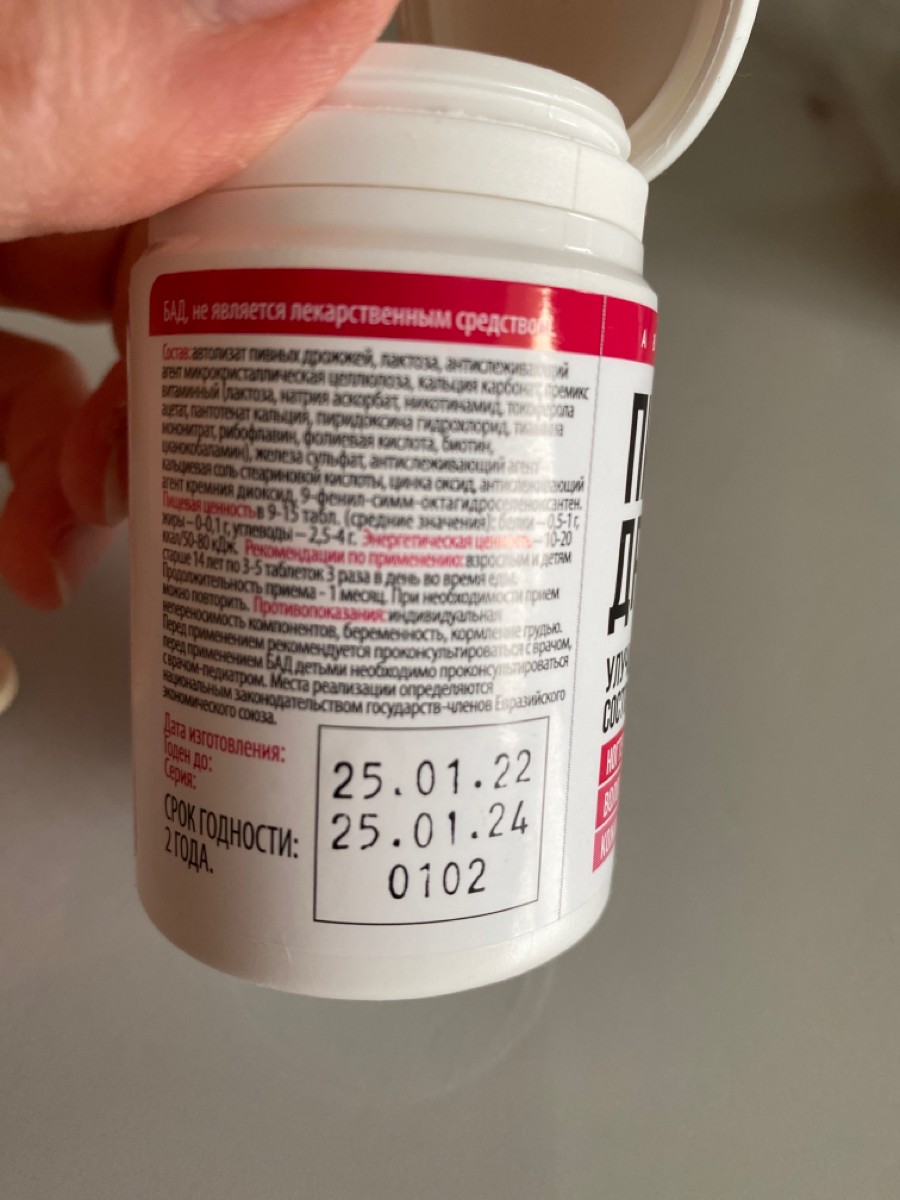 БАД, не является лекарственным средство
А
Состав: автолизат пивных дрожжей, лактоза, антислеживающий
агент микрокристаллическая целлюлоза, кальция карбонат, премикс
витаминный (лактоза, натрия аскорбат, никотинамид, токоферола
ацетат, пантотенат кальция, пиридоксина гидрохлорид, тиамина
мононитрат, рибофлавин, фолиевая кислота, биотин,
цианокобаламин), железа сульфат, антислеживающий агент
кальциевая соль стеариновой кислоты, цинка оксид, антислеживающий
агент кремния диоксид, 9-фенил-симм-октагидроселеноксантен.
Пищевая ценность в 9-15 табл. (средние значения): белки – 0,5-1 г,
жиры – 0-0,1 г, углеводы – 2,5-4 г. Энергетическая ценность – 10-20
ккал/50-80 кДж. Рекомендации по применению: взрослым и детям
старше 14 лет по 3-5 таблеток 3 раза в день во время еды.
Продолжительность приема - 1 месяц. При необходимости прием
можно повторить. Противопоказания: индивидуальная
непереносимость компонентов, беременность, кормление грудью.
Перед применением рекомендуется проконсультироваться с врачом,
перед применением БАД детьми необходимо проконсультироваться
с врачом-педиатром. Места реализации определяются
национальным законодательством государств-членов Евразийского
экономического союза.
Дата изготовления:
Годен до:
Серия:
СРОК ГОДНОСТИ:
2 ГОДА.
25.01.22
25.01.24
0102
П
Д
УЛУЧ
СОСТ
НОГ
ВОЛ
КОЖ